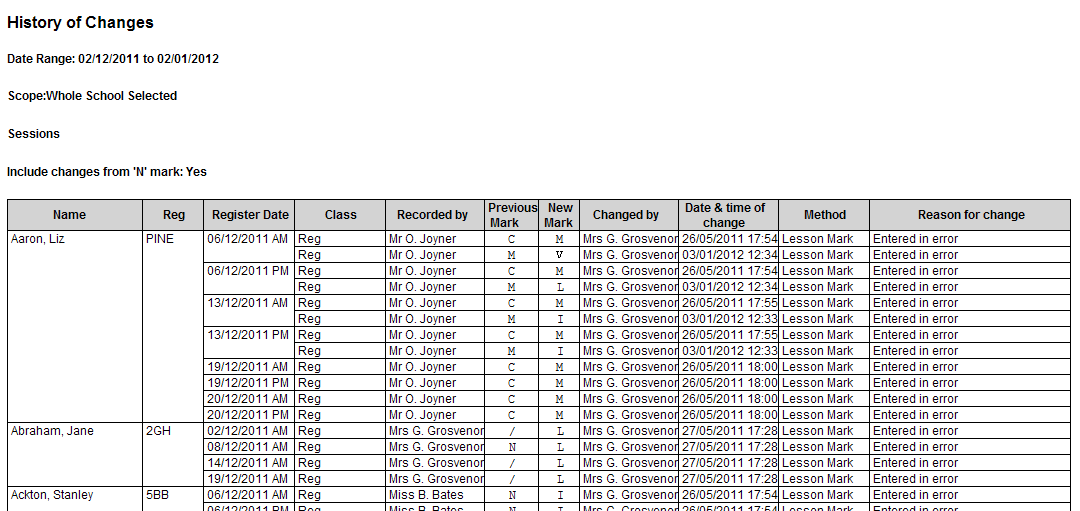 History of Changes
Date Range: 02/12/2011 to 02/01/2012
Scope:Whole School Selected
Sessions
Include changes from 'N' mark: Yes
Name Reg Register Date Class Recorded by Previous Mark New Mark Changed by Date & time of change Method Reason for change
Aaron, Liz PINE 06/12/2011 AM Reg Mr O. Joyner C M Mrs G. Grosvenor 26/05/2011 17:54 Lesson Mark Entered in error
Reg Mr O. Joyner M V Mrs G. Grosvenor 03/01/2012 12:34 Lesson Mark Entered in error
06/12/2011 PM Reg Mr O. Joyner C M Mrs G. Grosvenor 26/05/2011 17:54 Lesson Mark Entered in error
Reg Mr O. Joyner M L Mrs G. Grosvenor 03/01/2012 12:34 Lesson Mark Entered in error
13/12/2011 AM Reg Mr O. Joyner C M Mrs G. Grosvenor 26/05/2011 17:55 Lesson Mark Entered in error
Reg Mr O. Joyner M I Mrs G. Grosvenor 03/01/2012 12:33 Lesson Mark Entered in error
13/12/2011 PM Reg Mr O. Joyner C M Mrs G. Grosvenor 26/05/2011 17:55 Lesson Mark Entered in error
Reg Mr O. Joyner M I Mrs G. Grosvenor 03/01/2012 12:33 Lesson Mark Entered in error
19/12/2011 AM Reg Mr O. Joyner C M Mrs G. Grosvenor 26/05/2011 18:00 Lesson Mark Entered in error
19/12/2011 PM Reg Mr O. Joyner C M Mrs G. Grosvenor 26/05/2011 18:00 Lesson Mark Entered in error
20/12/2011 AM Reg Mr O. Joyner C M Mrs G. Grosvenor 26/05/2011 18:00 Lesson Mark Entered in error
20/12/2011 PM Reg Mr O. Joyner C M Mrs G. Grosvenor 26/05/2011 18:00 Lesson Mark Entered in error
Abraham, Jane 2GH 02/12/2011 AM Reg Mrs G. Grosvenor / L Mrs G. Grosvenor 27/05/2011 17:28 Lesson Mark Entered in error
08/12/2011 AM Reg Mrs G. Grosvenor N L Mrs G. Grosvenor 27/05/2011 17:28 Lesson Mark Entered in error
14/12/2011 AM Reg Mrs G. Grosvenor / L Mrs G. Grosvenor 27/05/2011 17:28 Lesson Mark Entered in error
19/12/2011 AM Reg Mrs G. Grosvenor / L Mrs G. Grosvenor 27/05/2011 17:28 Lesson Mark Entered in error
Ackton, Stanley 5BB 06/12/2011 AM Reg Miss B. Bates N I Mrs G. Grosvenor 26/05/2011 17:54 Lesson Mark Entered in error
06/12/2011 PM Reg Miss B. Bates N I Mrs G. Grosvenor 26/05/2011 17:54 Lesson Mark Entered in error